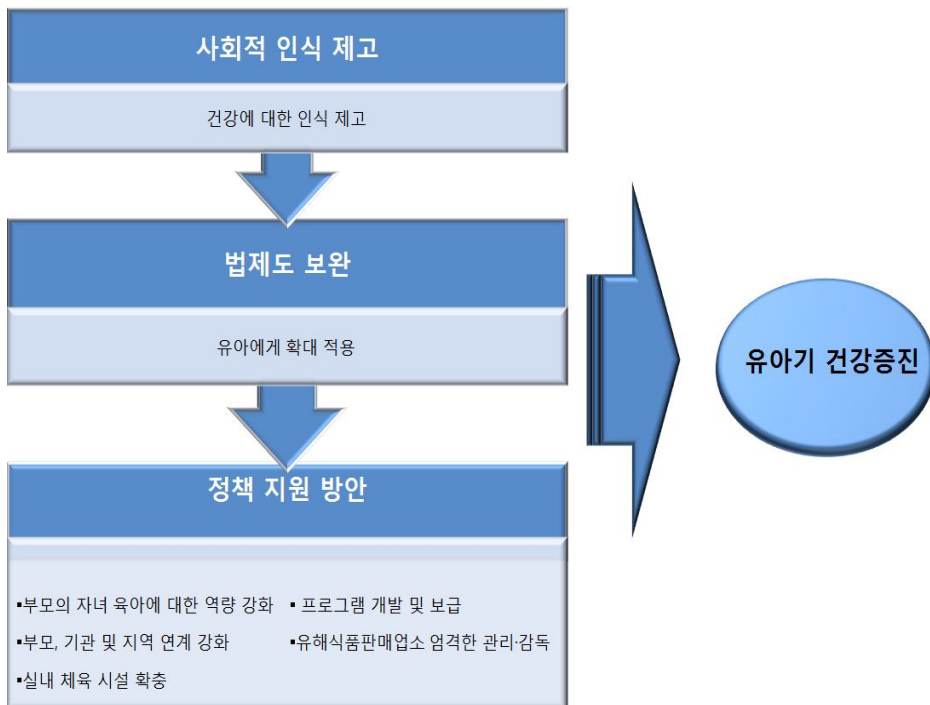 사회적 인식 제고
건강에 대한 인식 제고
법제도 보완
유아에게 확대 적용
정책 지원 방안
▪부모의 자녀 육아에 대한 역량 강화
▪부모, 기관 및 지역 연계 강화
▪실내 체육 시설 확충
▪ 프로그램 개발 및 보급
▪유해식품판매업소 엄격한 관리·감독
유아기 건강증진